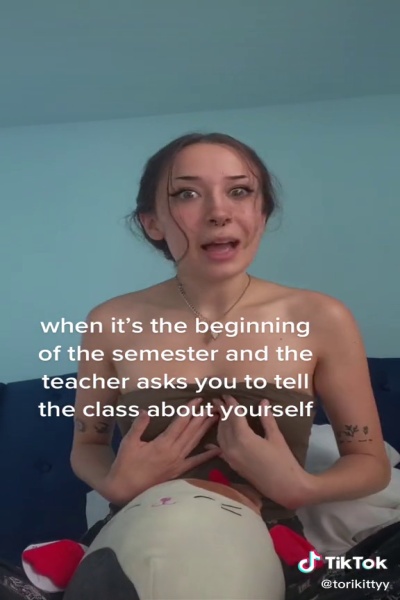 when it's the beginning
of the semester and the
teacher asks you to tell
the class about yourself
TikTok
@torikittyy